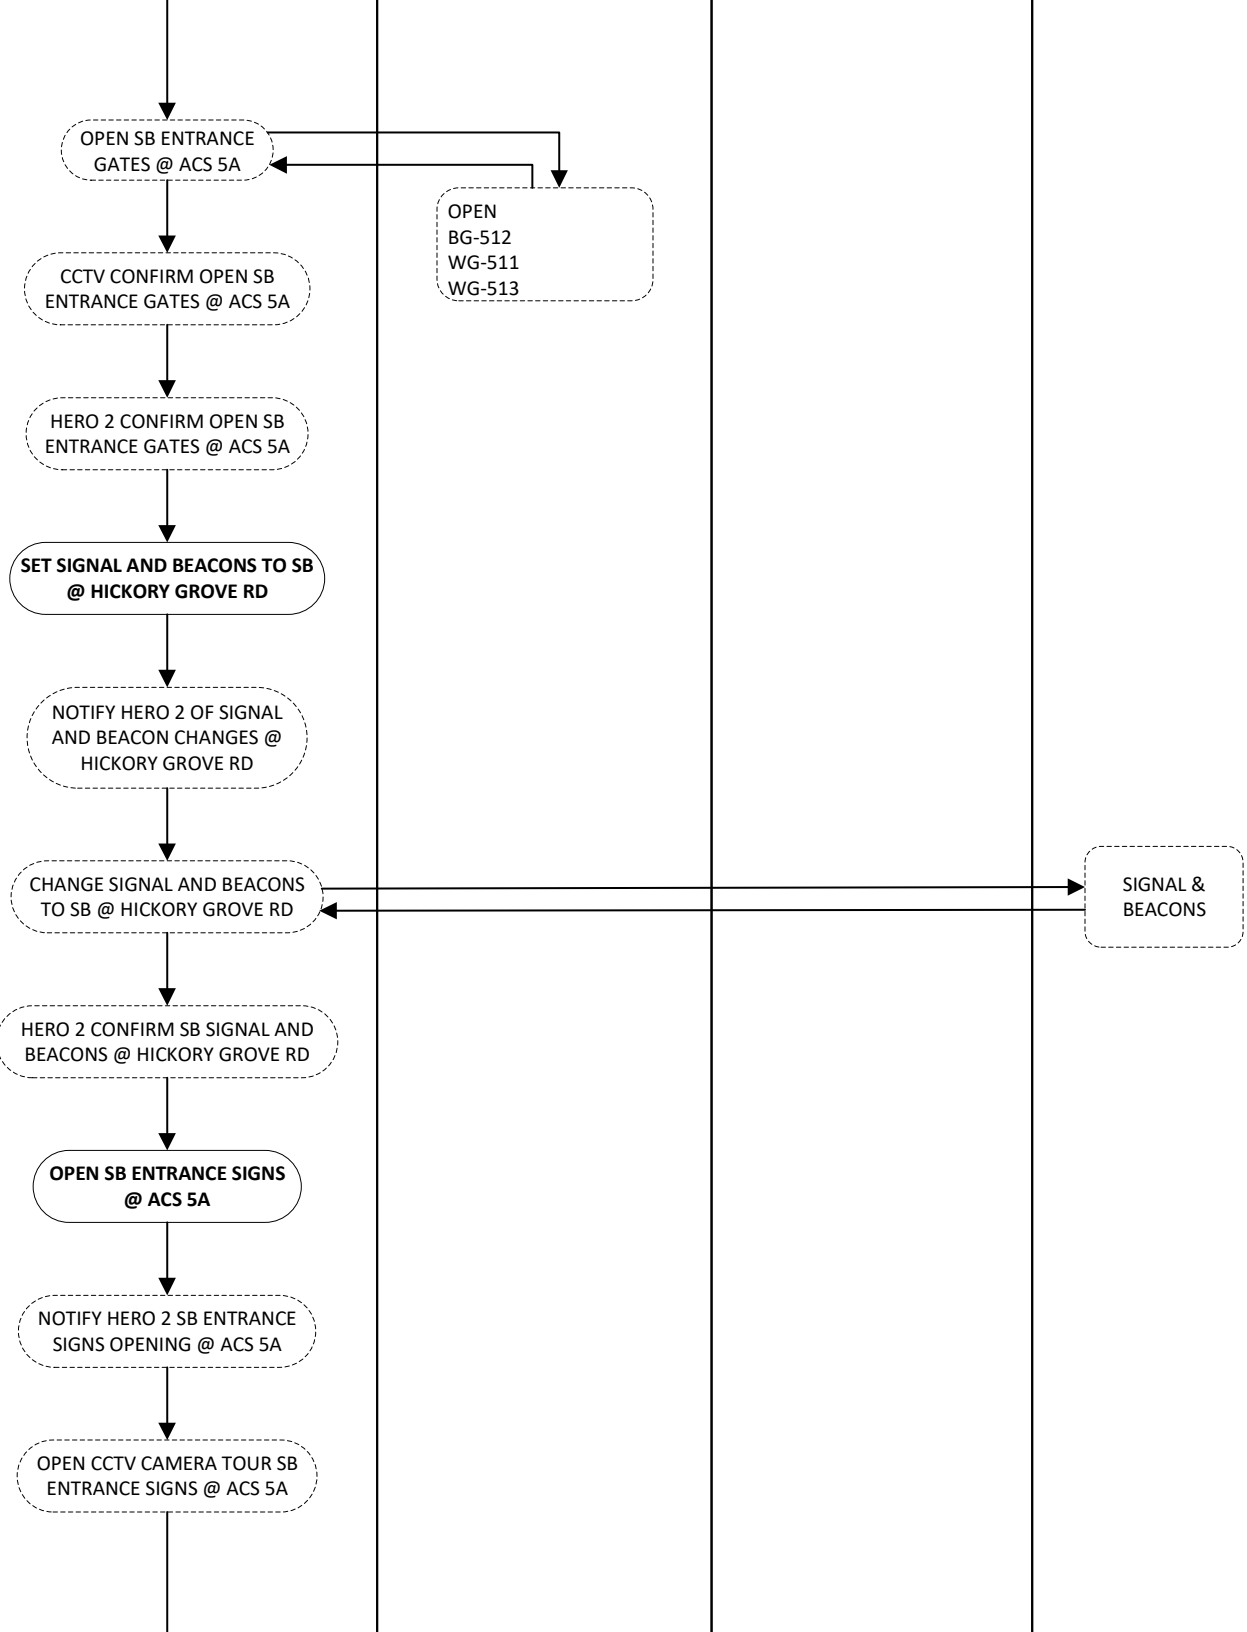 OPEN SB ENTRANCE
GATES @ ACS 5A
OPEN
BG-512
WG-511
WG-513
CCTV CONFIRM OPEN SB
ENTRANCE GATES @ ACS 5A
HERO 2 CONFIRM OPEN SB
ENTRANCE GATES @ ACS 5A
SET SIGNAL AND BEACONS TO SB
@ HICKORY GROVE RD
NOTIFY HERO 2 OF SIGNAL
AND BEACON CHANGES @
HICKORY GROVE RD
CHANGE SIGNAL AND BEACONS
TO SB @ HICKORY GROVE RD
SIGNAL &
BEACONS
HERO 2 CONFIRM SB SIGNAL AND
BEACONS @ HICKORY GROVE RD
OPEN SB ENTRANCE SIGNS
@ ACS 5A
NOTIFY HERO 2 SB ENTRANCE
SIGNS OPENING @ ACS 5A
OPEN CCTV CAMERA TOUR SB
ENTRANCE SIGNS @ ACS 5A